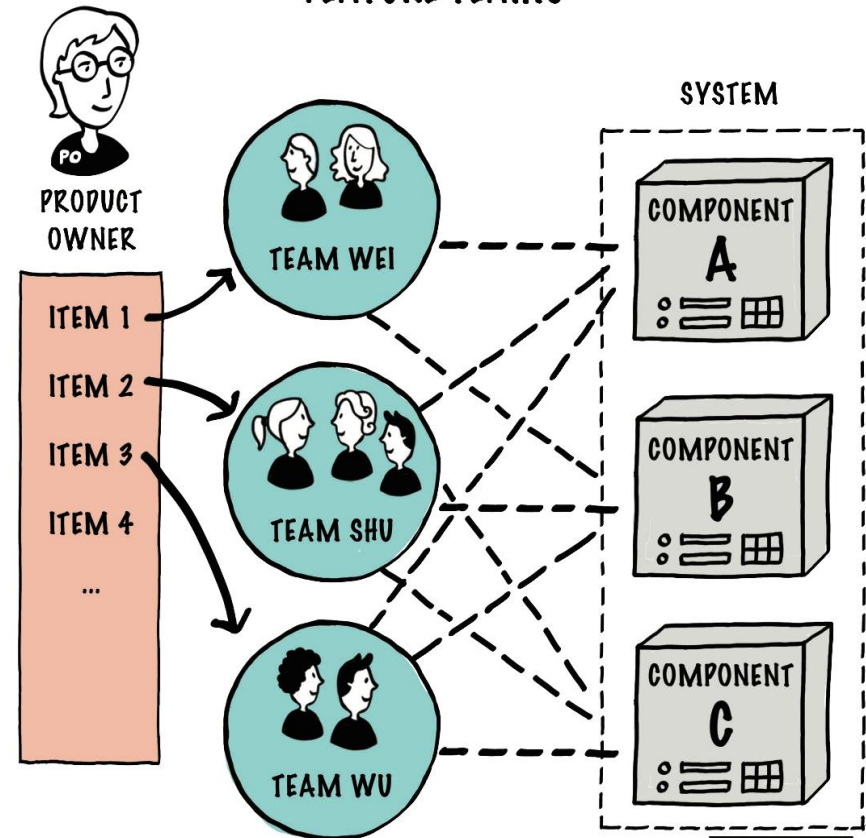 PO
PRODUCT
OWNER
ITEM 1
ITEM 2
ITEM 3
ITEM 4
...
TEAM WEI
TEAM SHU
TEAM WU
SYSTEM
COMPONENT
A
COMPONENT
B
COMPONENT
C